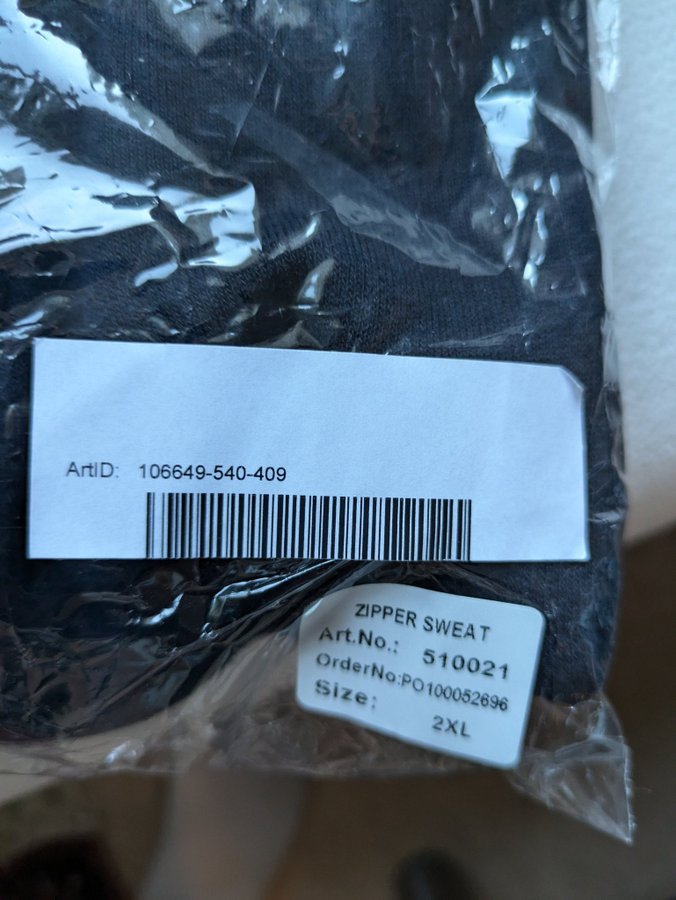 ArtID: 106649-540-409
ZIPPER SWEAT
Art.No.: 510021
OrderNo:PO100052696
Size: 2XL